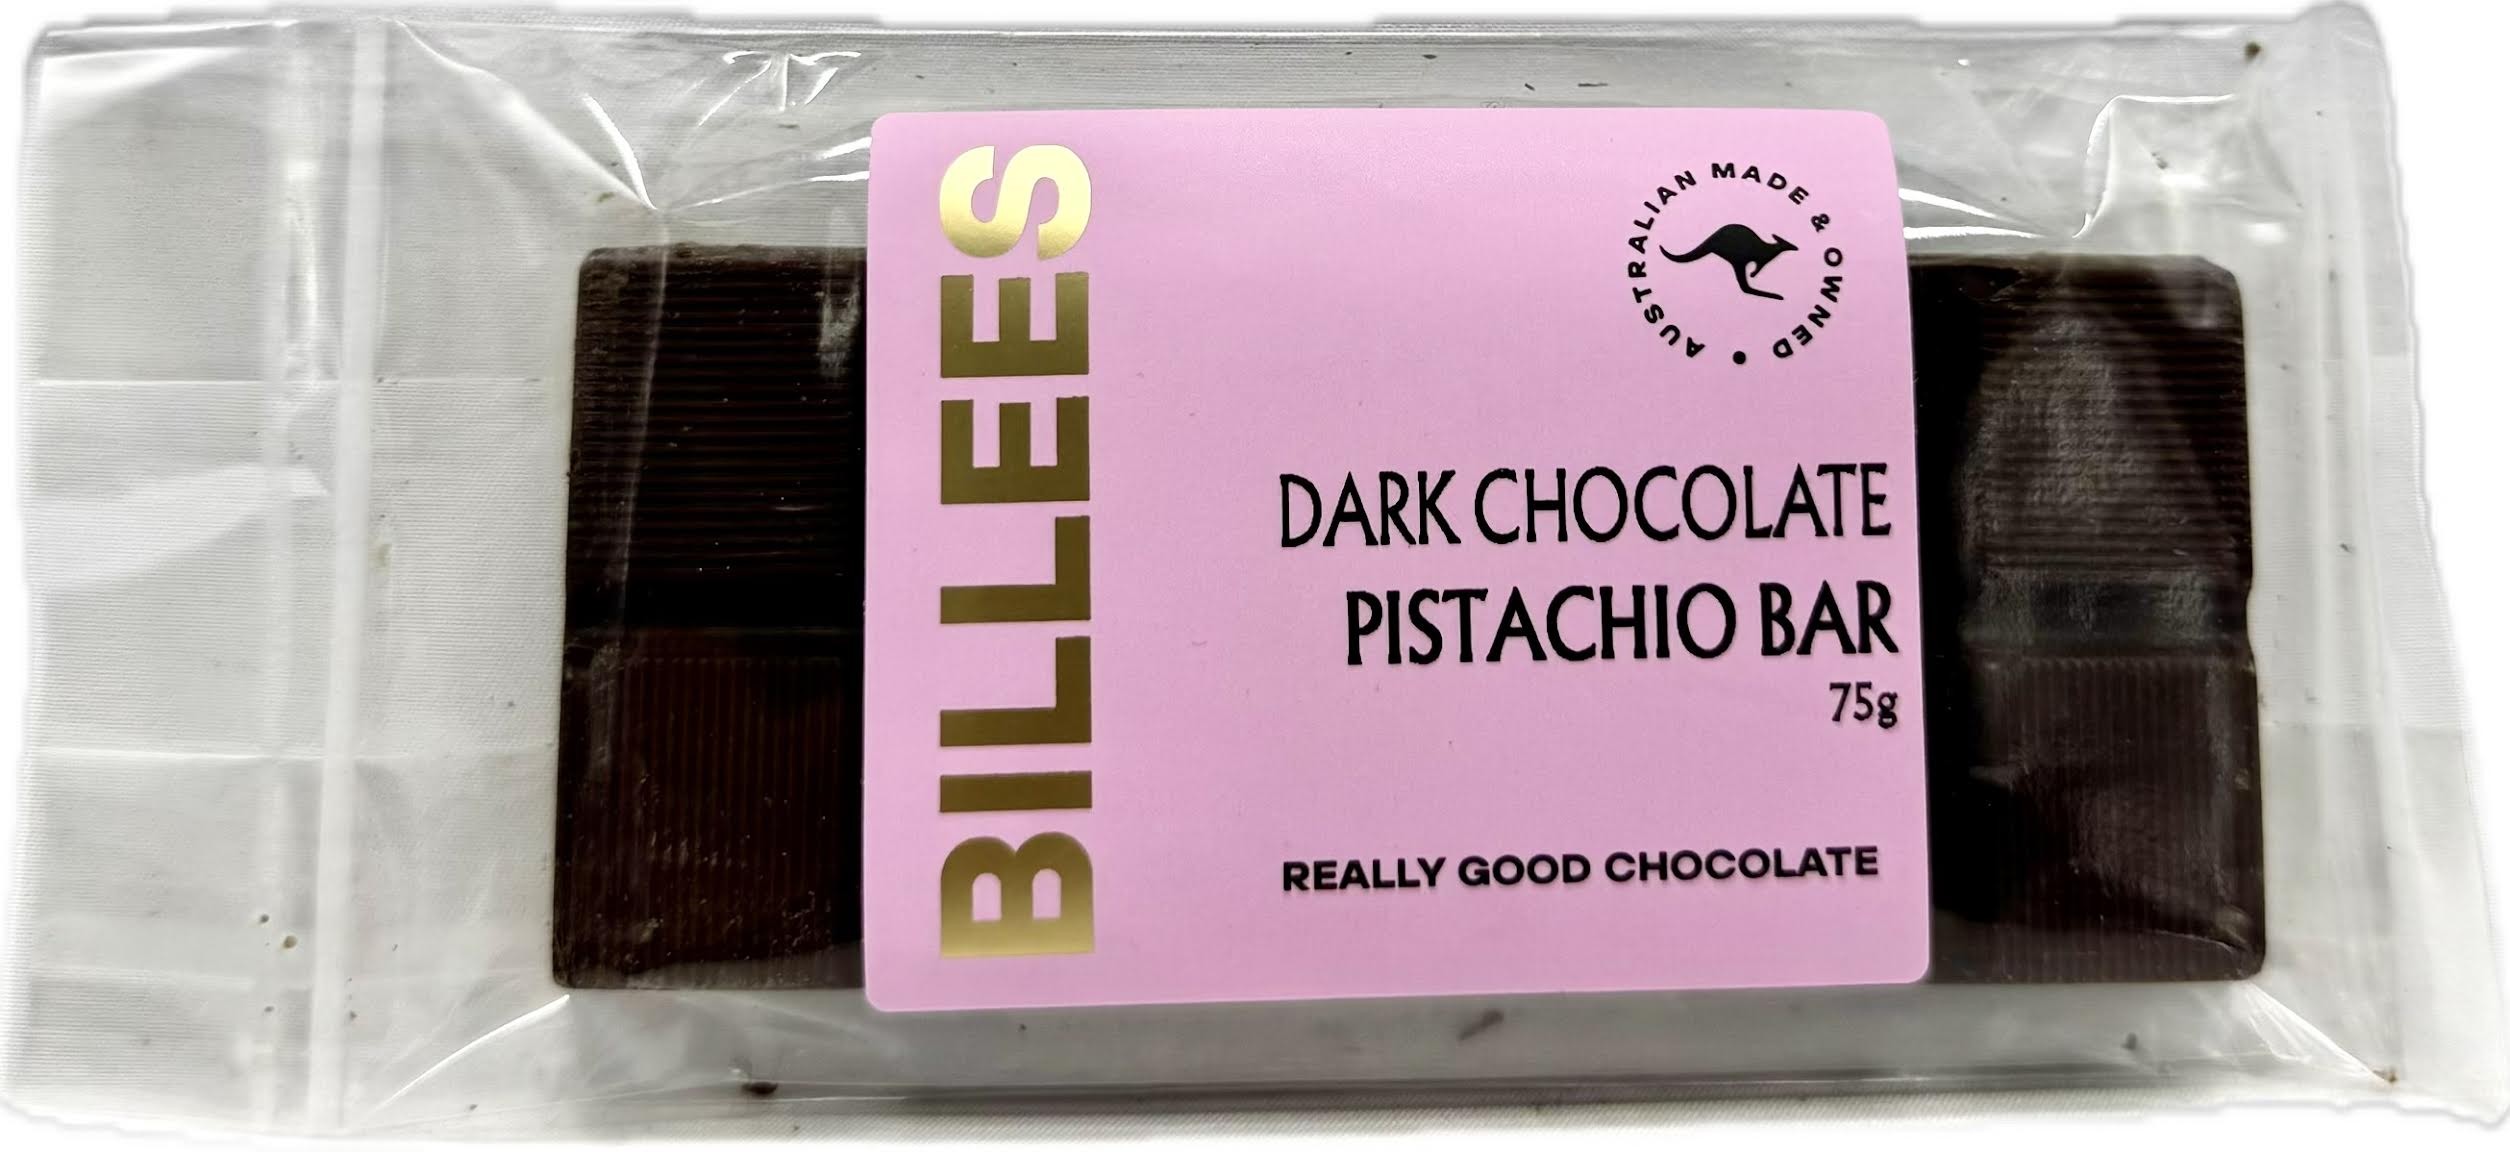 BILLEES
AUSTRALIAN MADE & OWNED •
DARK CHOCOLATE
PISTACHIO BAR
75g
REALLY GOOD CHOCOLATE